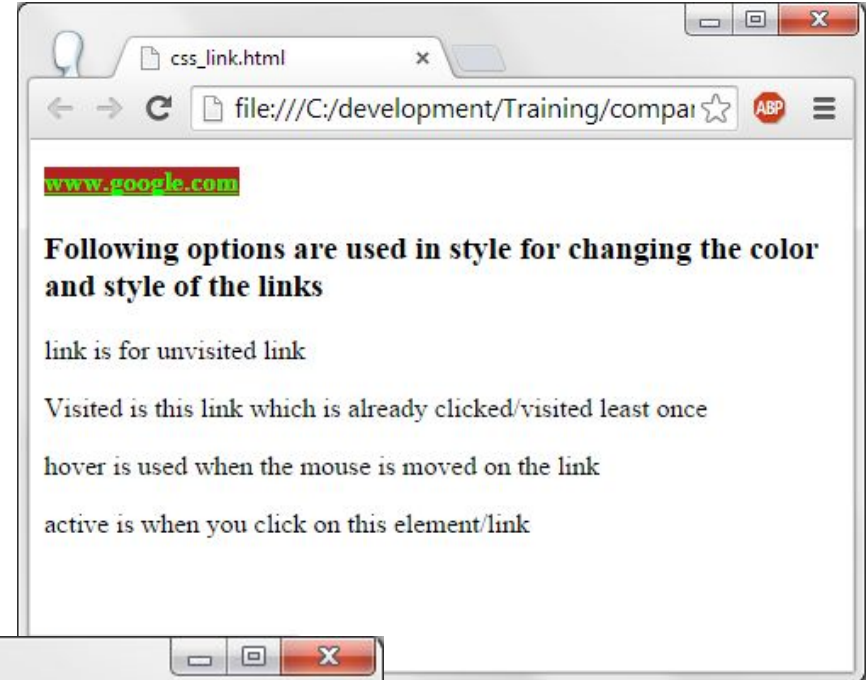 css_link.html
file:///C:/development/Training/compar
ABP
www.google.com
Following options are used in style for changing the color
and style of the links
link is for unvisited link
Visited is this link which is already clicked/visited least once
hover is used when the mouse is moved on the link
active is when you click on this element/link